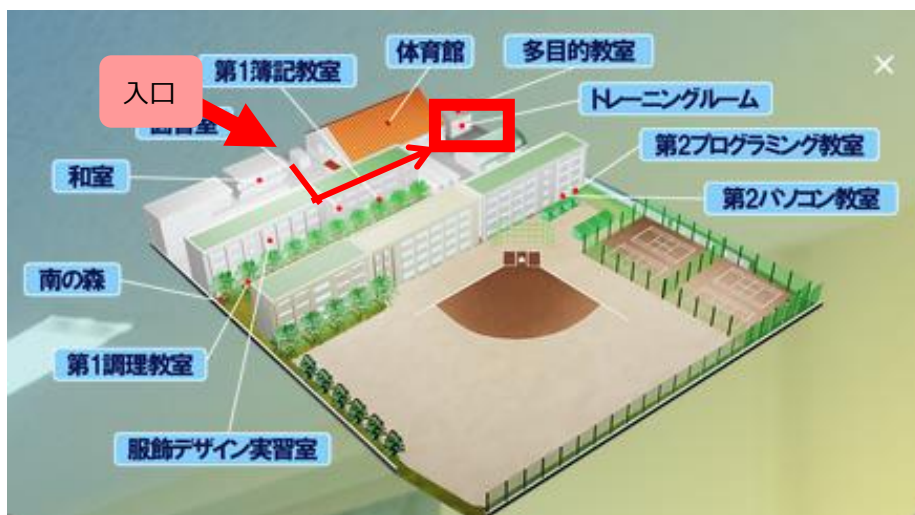 体育館
多目的教室
第1簿記教室
入口
トレーニングルーム
第2プログラミング教室
和室
第2パソコン教室
南の森
第1調理教室
服飾デザイン実習室